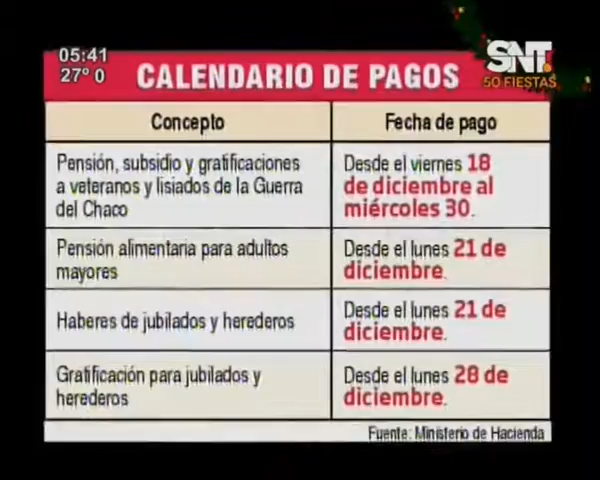 05:41
27º 0
SNT.
50 FIESTAS
CALENDARIO DE PAGOS
Concepto
Fecha de pago
Pensión, subsidio y gratificaciones
a veteranos y lisiados de la Guerra
del Chaco
Desde el viernes 18
de diciembre al
miércoles 30.
Pensión alimentaria para adultos
mayores
Desde el lunes 21 de
diciembre.
Haberes de jubilados y herederos
Desde el lunes 21 de
diciembre.
Gratificación para jubilados y
herederos
Desde el lunes 28 de
diciembre.
Fuente: Ministerio de Hacienda